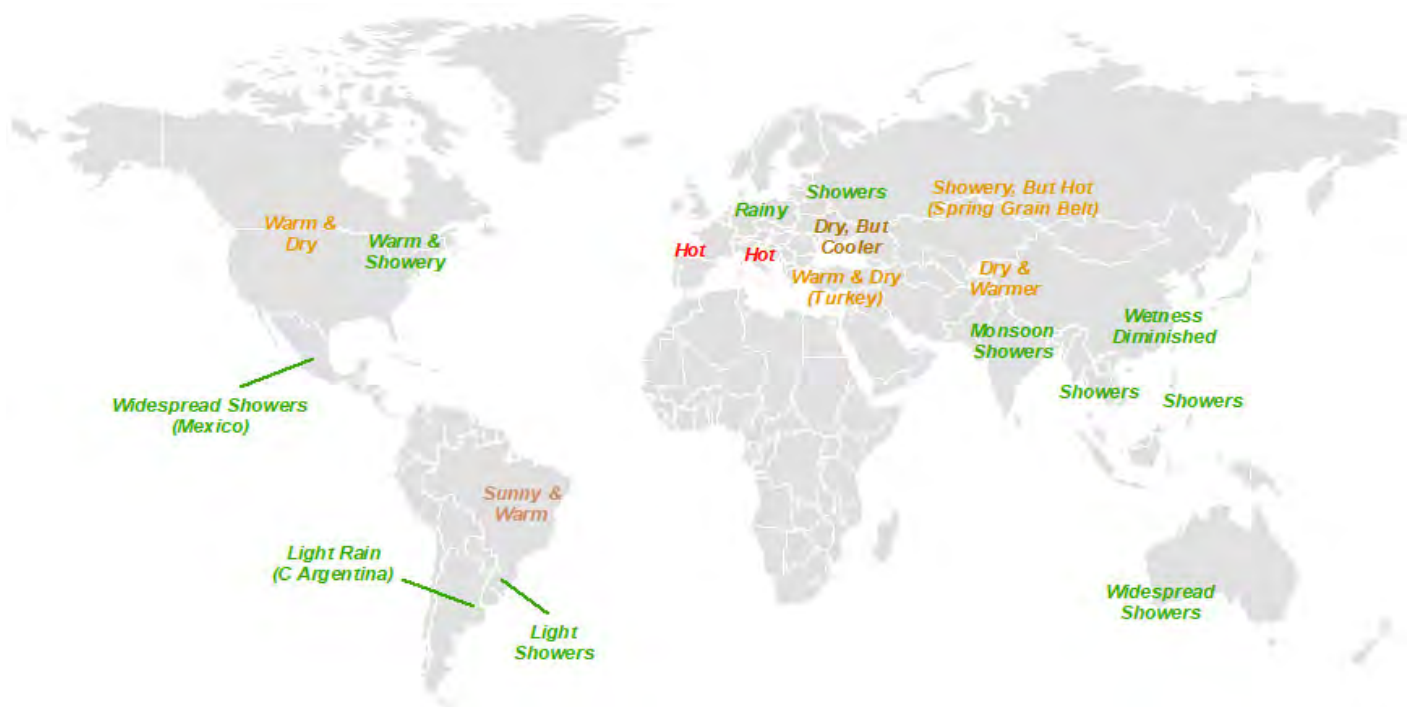 Warm &
Dry
Warm &
Showery
Widespread Showers
(Mexico)
Sunny &
Warm
Light Rain
(C Argentina)
Light
Showers
Showers
Rainy
Dry, But
Cooler
Hot
Hot
Warm & Dry
(Turkey)
Showery, But Hot
(Spring Grain Belt)
Dry &
Warmer
Monsoon
Showers
Wetness
Diminished
Showers
Showers
Widespread
Showers